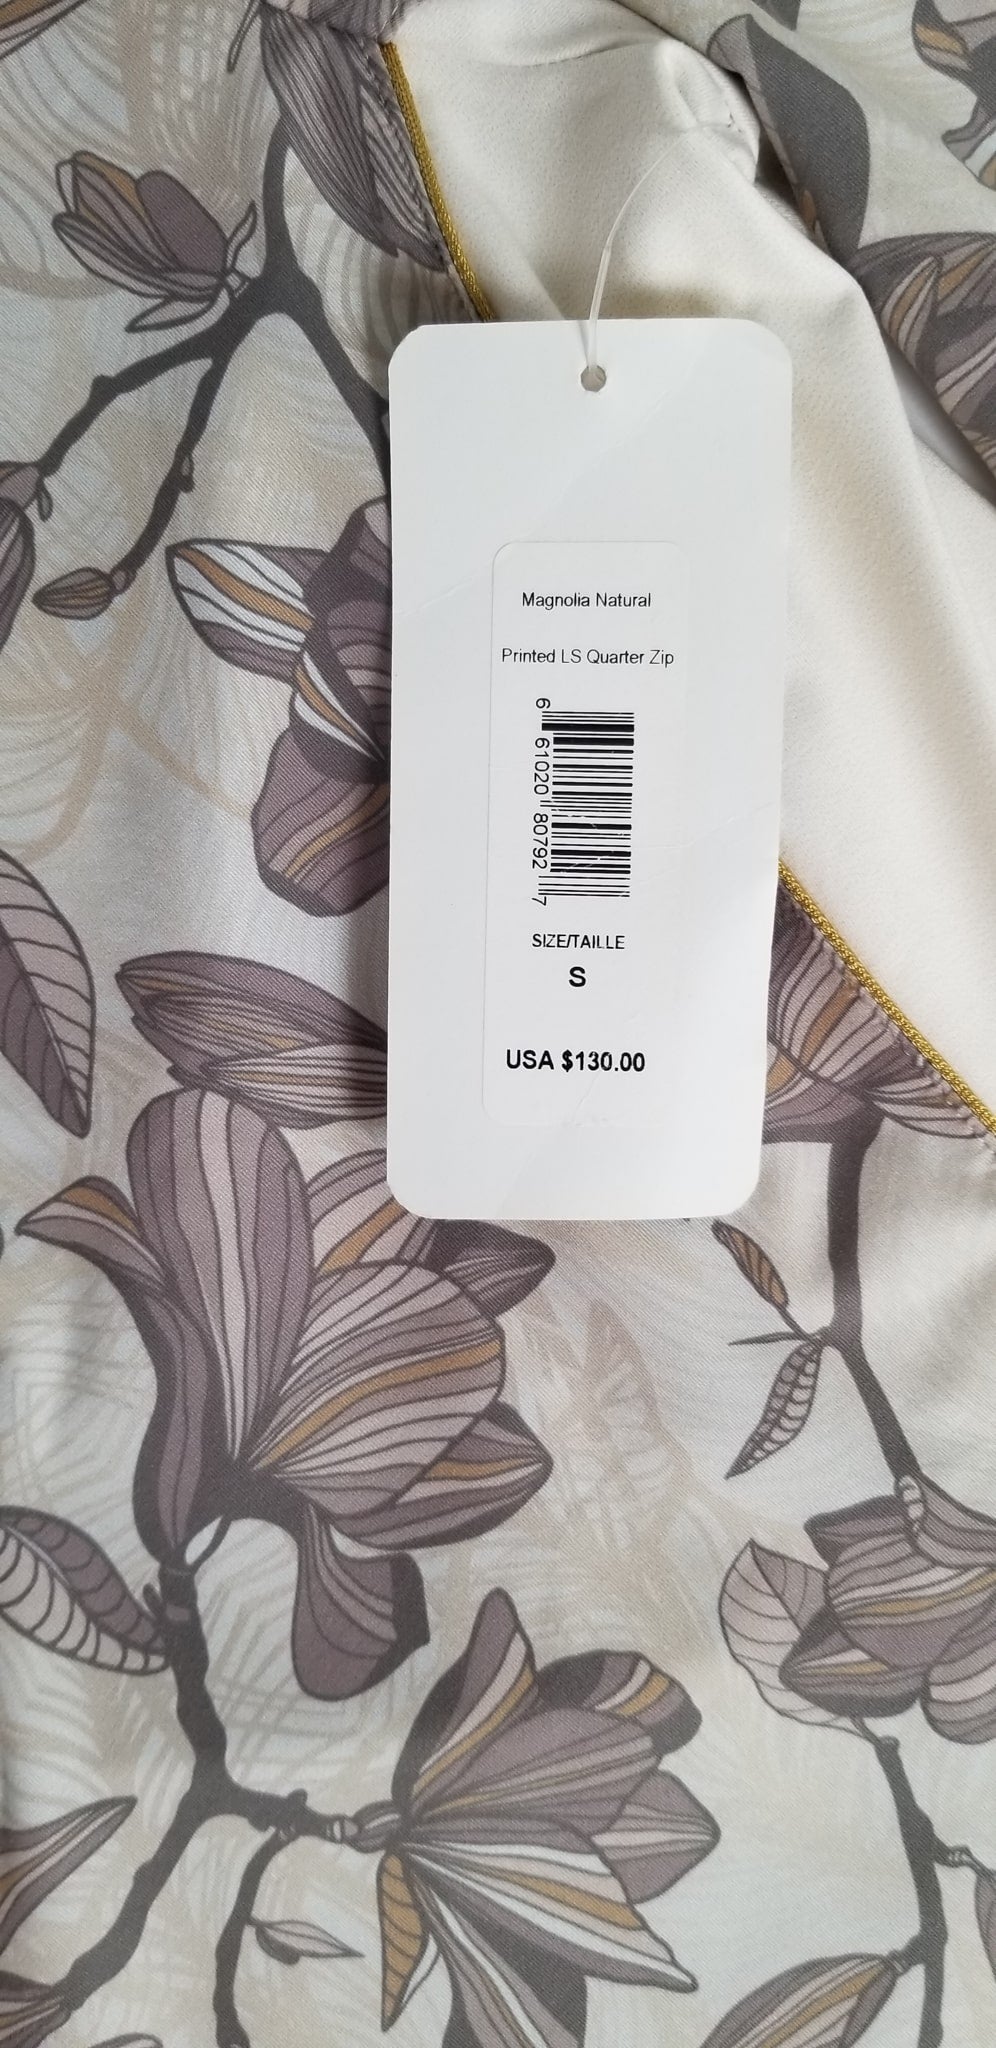 Magnolia Natural
Printed LS Quarter Zip
6 61020 80792 7
SIZE/TAILLE
S
USA $130.00